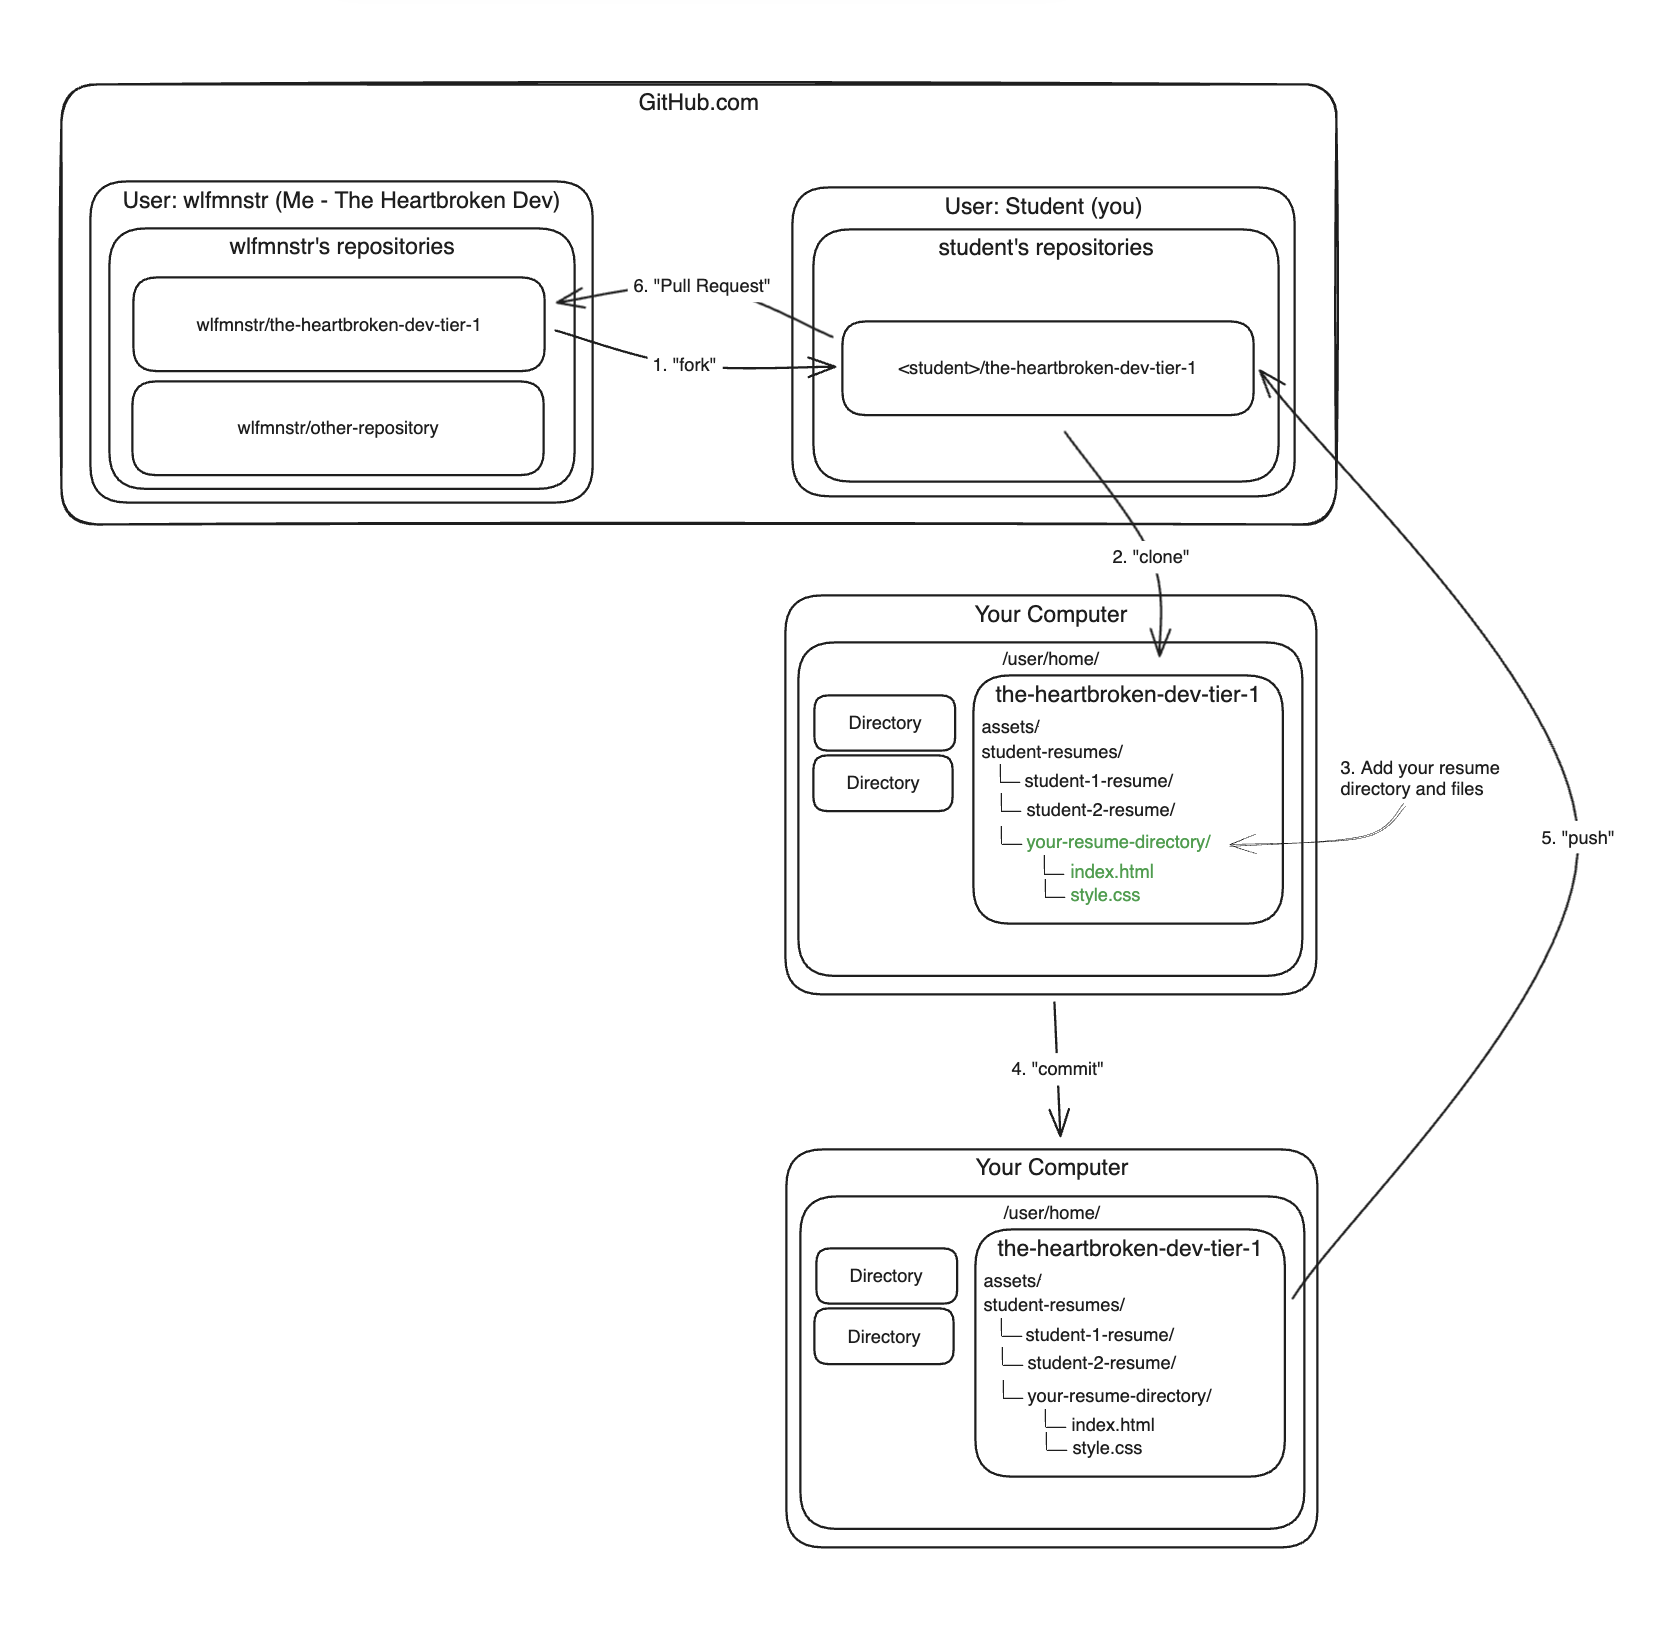 GitHub.com
User: wlfmnstr (Me - The Heartbroken Dev)
wlfmnstr's repositories
wlfmnstr/the-heartbroken-dev-tier-1
wlfmnstr/other-repository
User: Student (you)
student's repositories
<student>/the-heartbroken-dev-tier-1
6. "Pull Request"
1. "fork"
2. "clone"
Your Computer
/user/home/
Directory
Directory
the-heartbroken-dev-tier-1
assets/
student-resumes/
student-1-resume/
student-2-resume/
your-resume-directory/
index.html
style.css
3. Add your resume
directory and files
5. "push"
4. "commit"
Your Computer
/user/home/
Directory
Directory
the-heartbroken-dev-tier-1
assets/
student-resumes/
student-1-resume/
student-2-resume/
your-resume-directory/
index.html
style.css